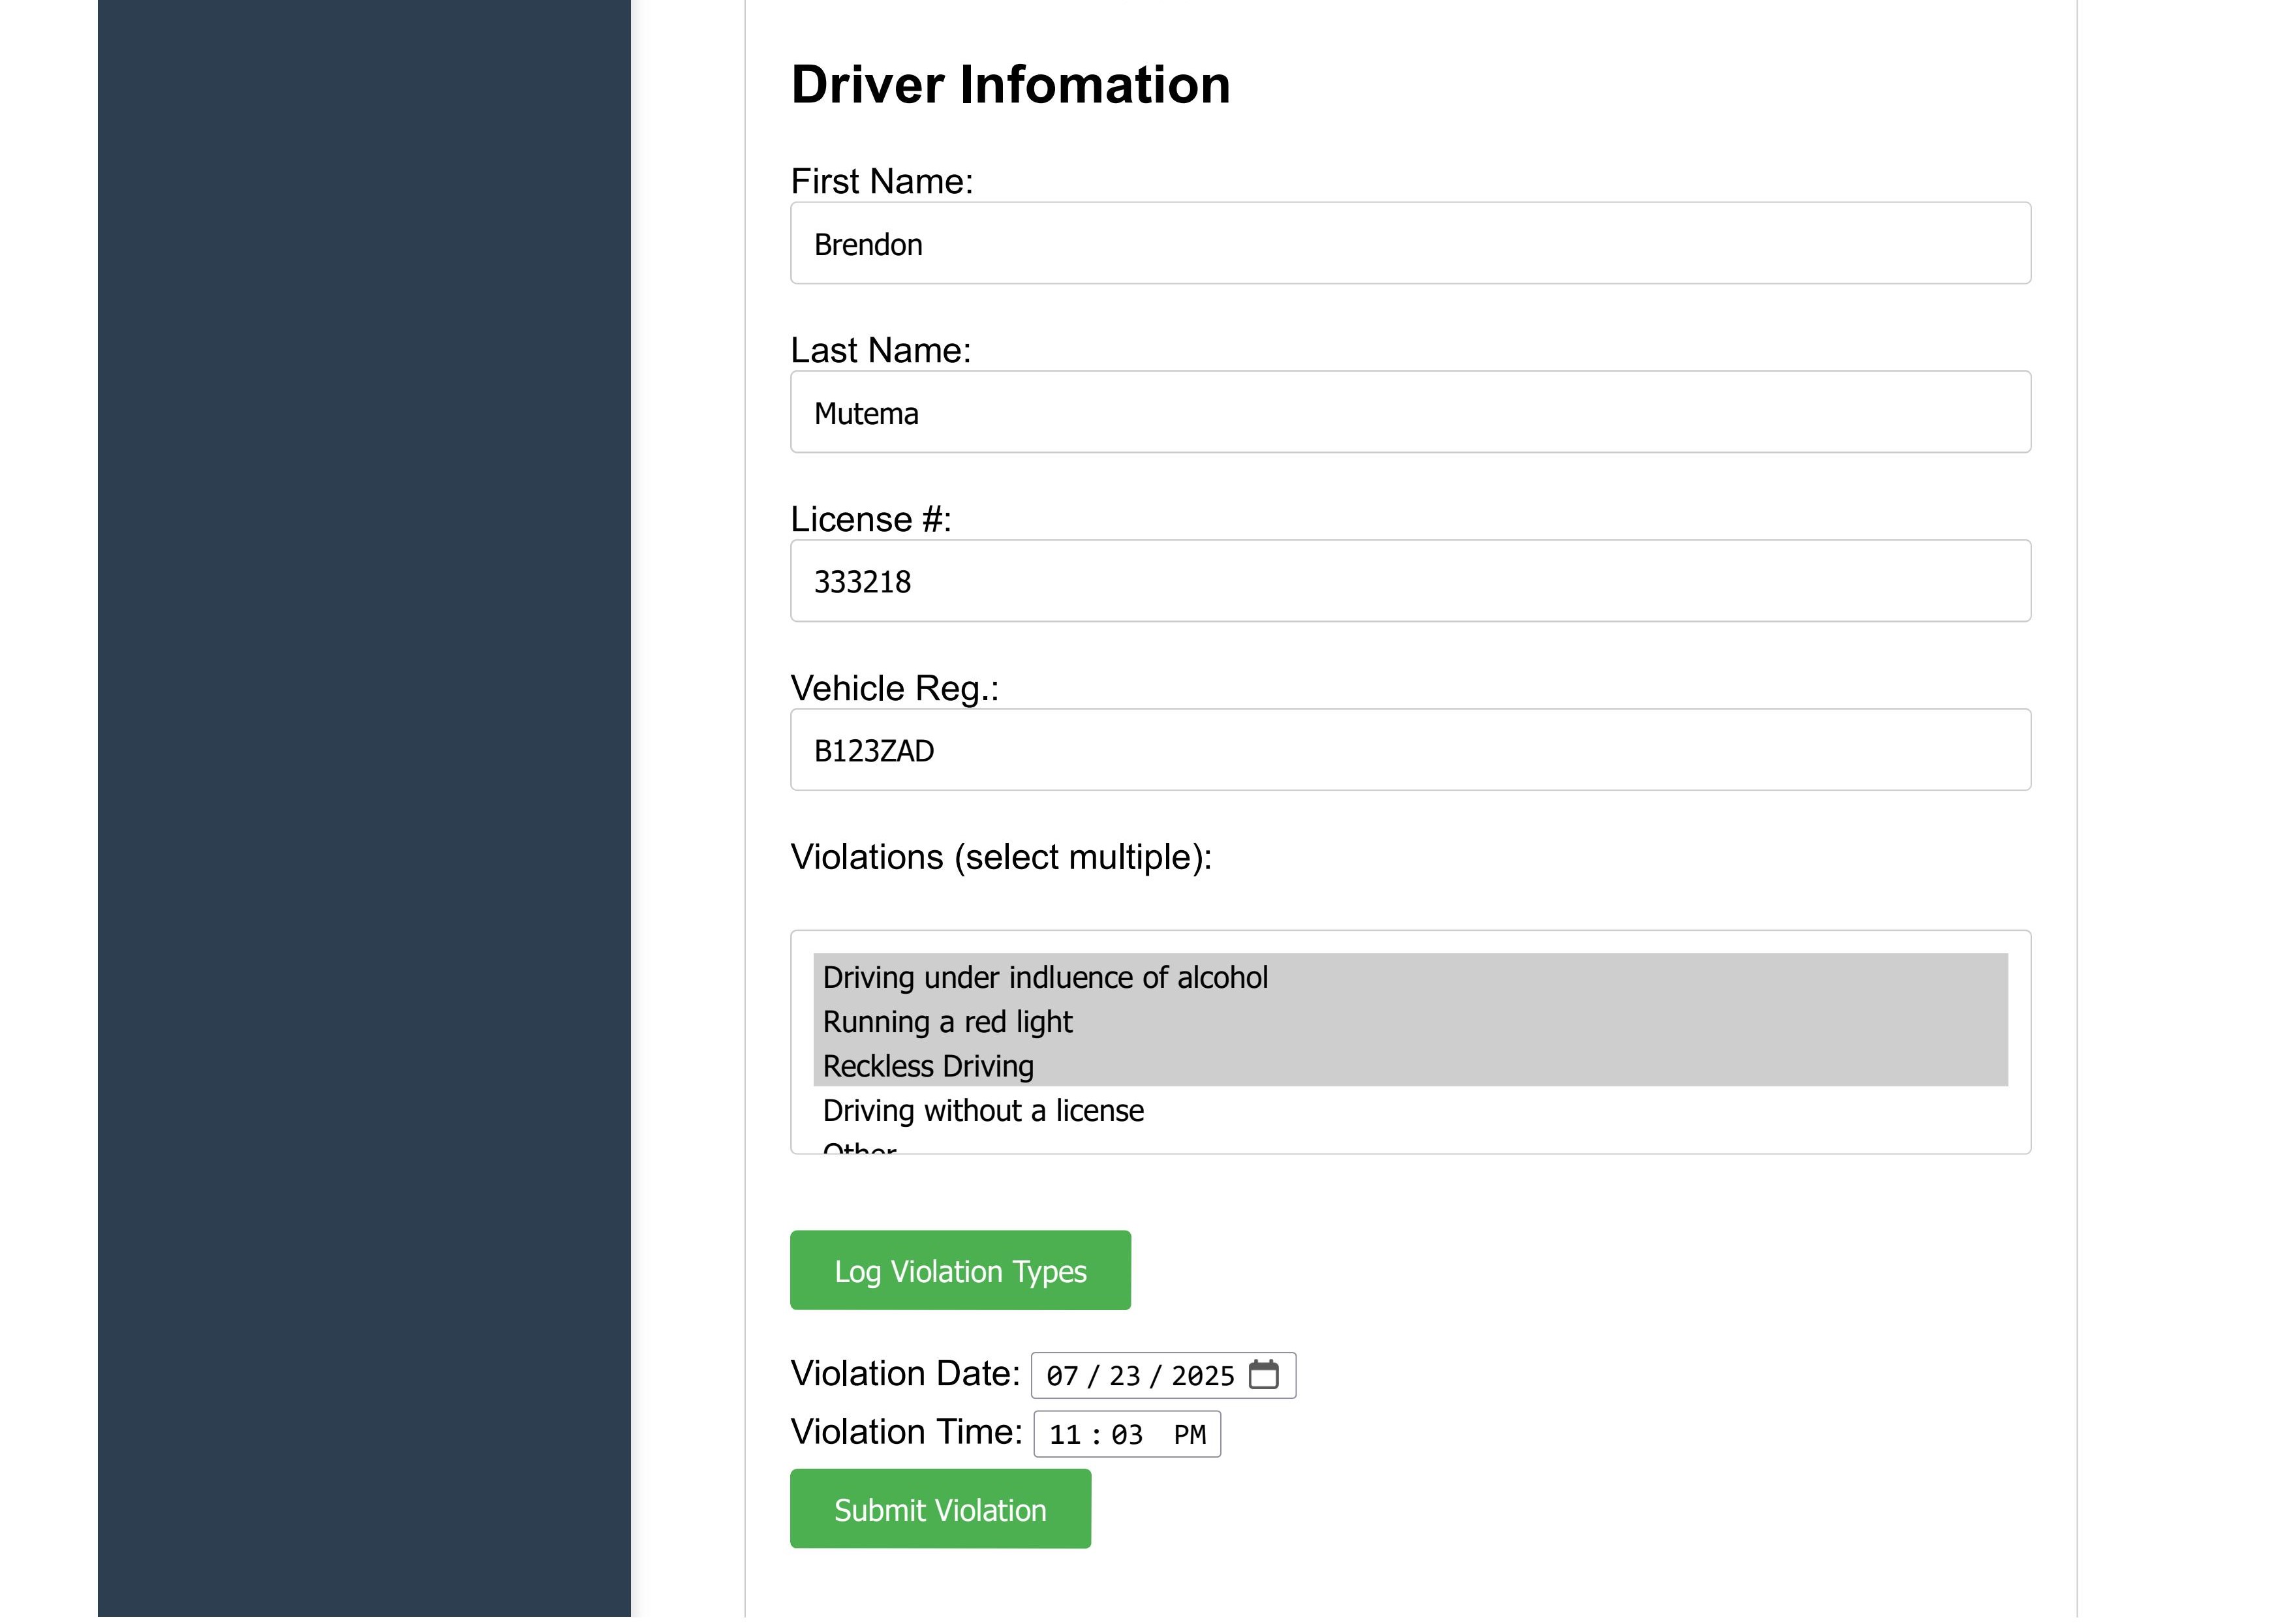 Driver Infomation
First Name:
Brendon
Last Name:
Mutema
License #:
333218
Vehicle Reg.:
B123ZAD
Violations (select multiple):
Driving under indluence of alcohol
Running a red light
Reckless Driving
Driving without a license
Other
Log Violation Types
Violation Date: 07 / 23 / 2025
Violation Time: 11 : 03 PM
Submit Violation